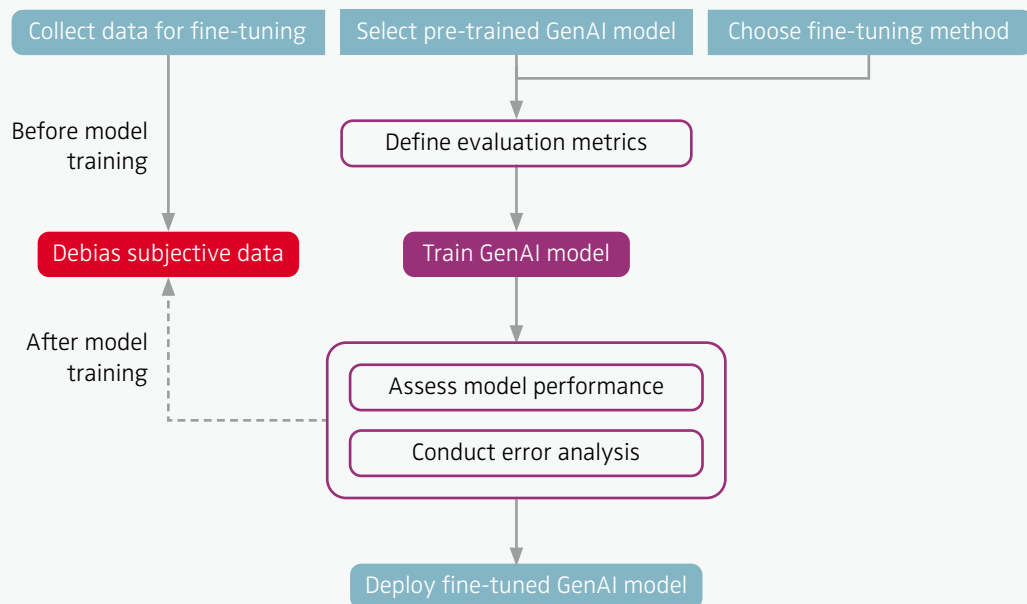 Collect data for fine-tuning
Select pre-trained GenAI model
Choose fine-tuning method
Before model
training
Define evaluation metrics
Debias subjective data
Train GenAI model
After model
training
Assess model performance
Conduct error analysis
Deploy fine-tuned GenAI model